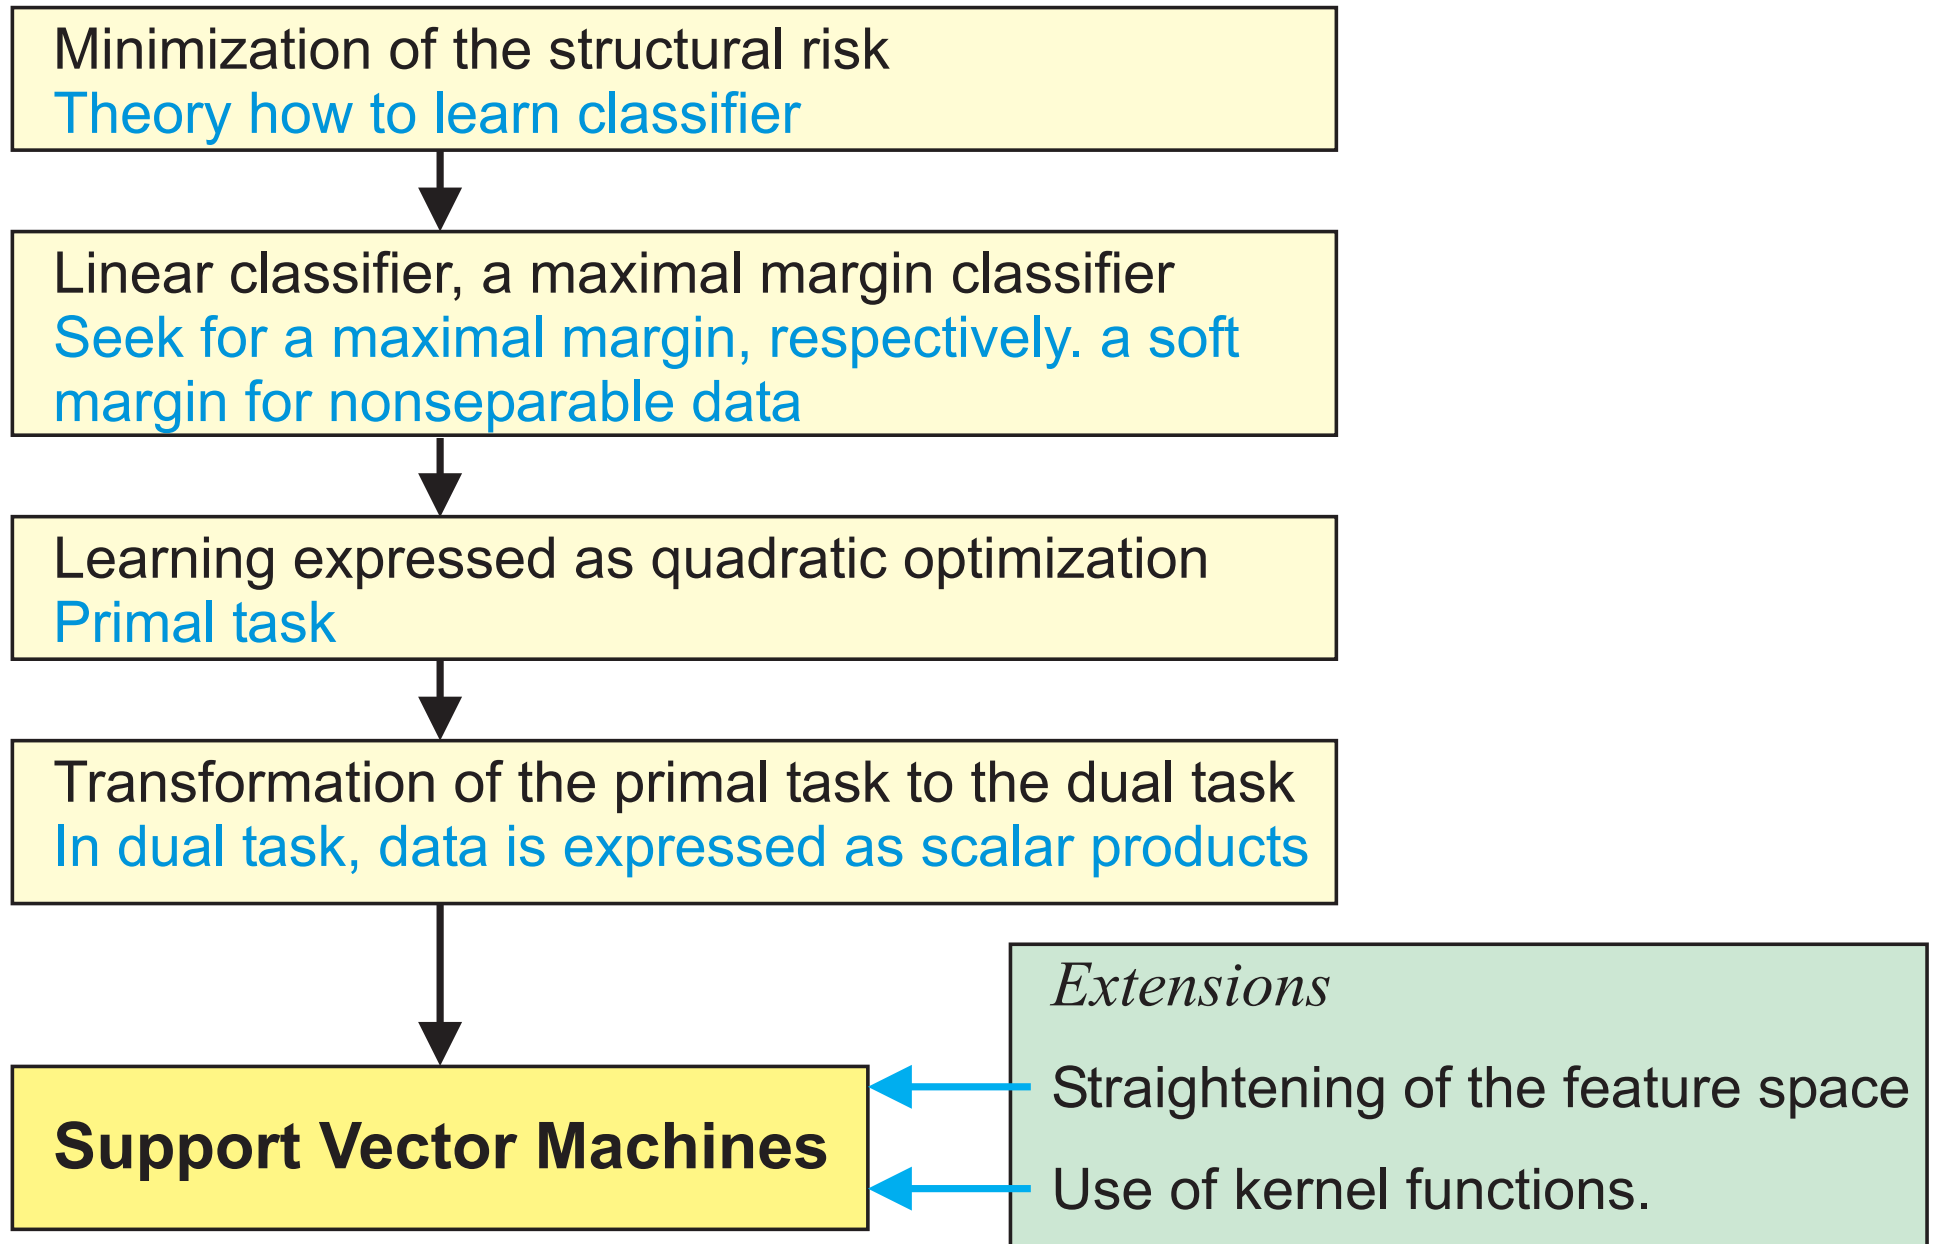 Minimization of the structural risk
Theory how to learn classifier
Linear classifier, a maximal margin classifier
Seek for a maximal margin, respectively. a soft
margin for nonseparable data
Learning expressed as quadratic optimization
Primal task
Transformation of the primal task to the dual task
In dual task, data is expressed as scalar products
Extensions
Straightening of the feature space
Support Vector Machines
Use of kernel functions.